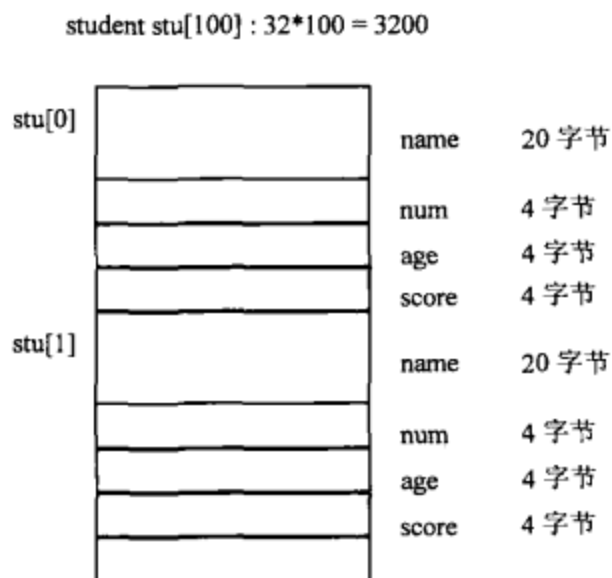 student stu[100] : 32*100 = 3200
stu[0]
name 20 字节
num 4 字节
age 4 字节
score 4 字节
stu[1]
name 20 字节
num 4 字节
age 4 字节
score 4 字节